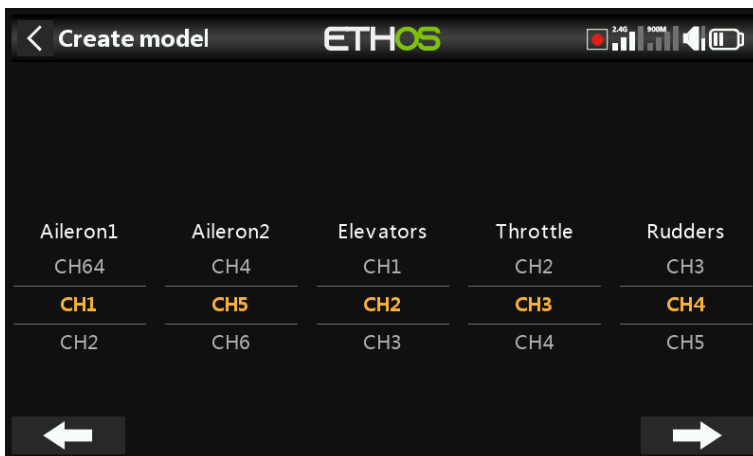 Create model ETHOS 2.4G 900M
Aileron1 Aileron2 Elevators Throttle Rudders
CH64 CH4 CH1 CH2 CH3
CH1 CH5 CH2 CH3 CH4
CH2 CH6 CH3 CH4 CH5